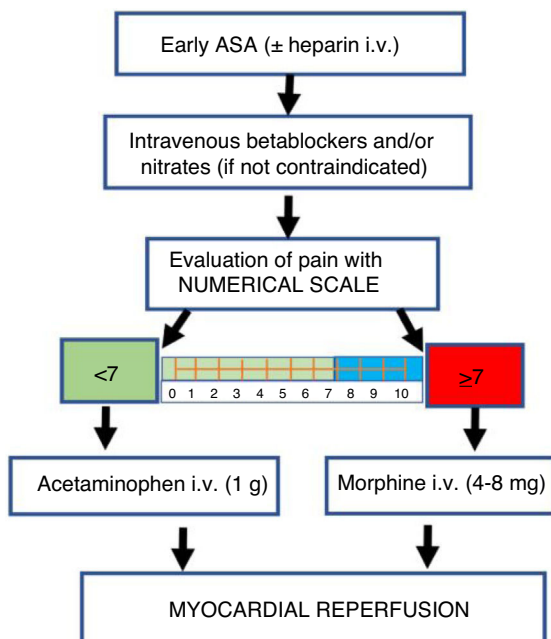 Early ASA (± heparin i.v.)
Intravenous betablockers and/or
nitrates (if not contraindicated)
Evaluation of pain with
NUMERICAL SCALE
<7
0 1 2 3 4 5 6 7 8 9 10
≥7
Acetaminophen i.v. (1 g)
Morphine i.v. (4-8 mg)
MYOCARDIAL REPERFUSION